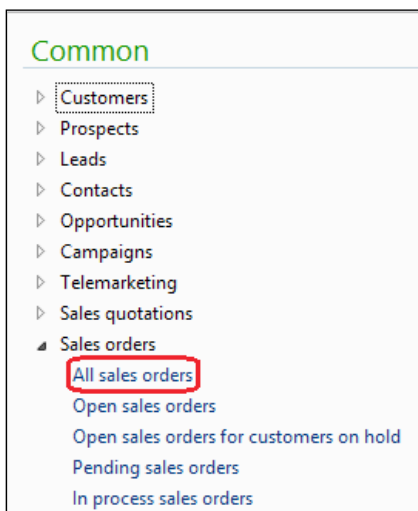 Common
Customers
Prospects
Leads
Contacts
Opportunities
Campaigns
Telemarketing
Sales quotations
Sales orders
All sales orders
Open sales orders
Open sales orders for customers on hold
Pending sales orders
In process sales orders